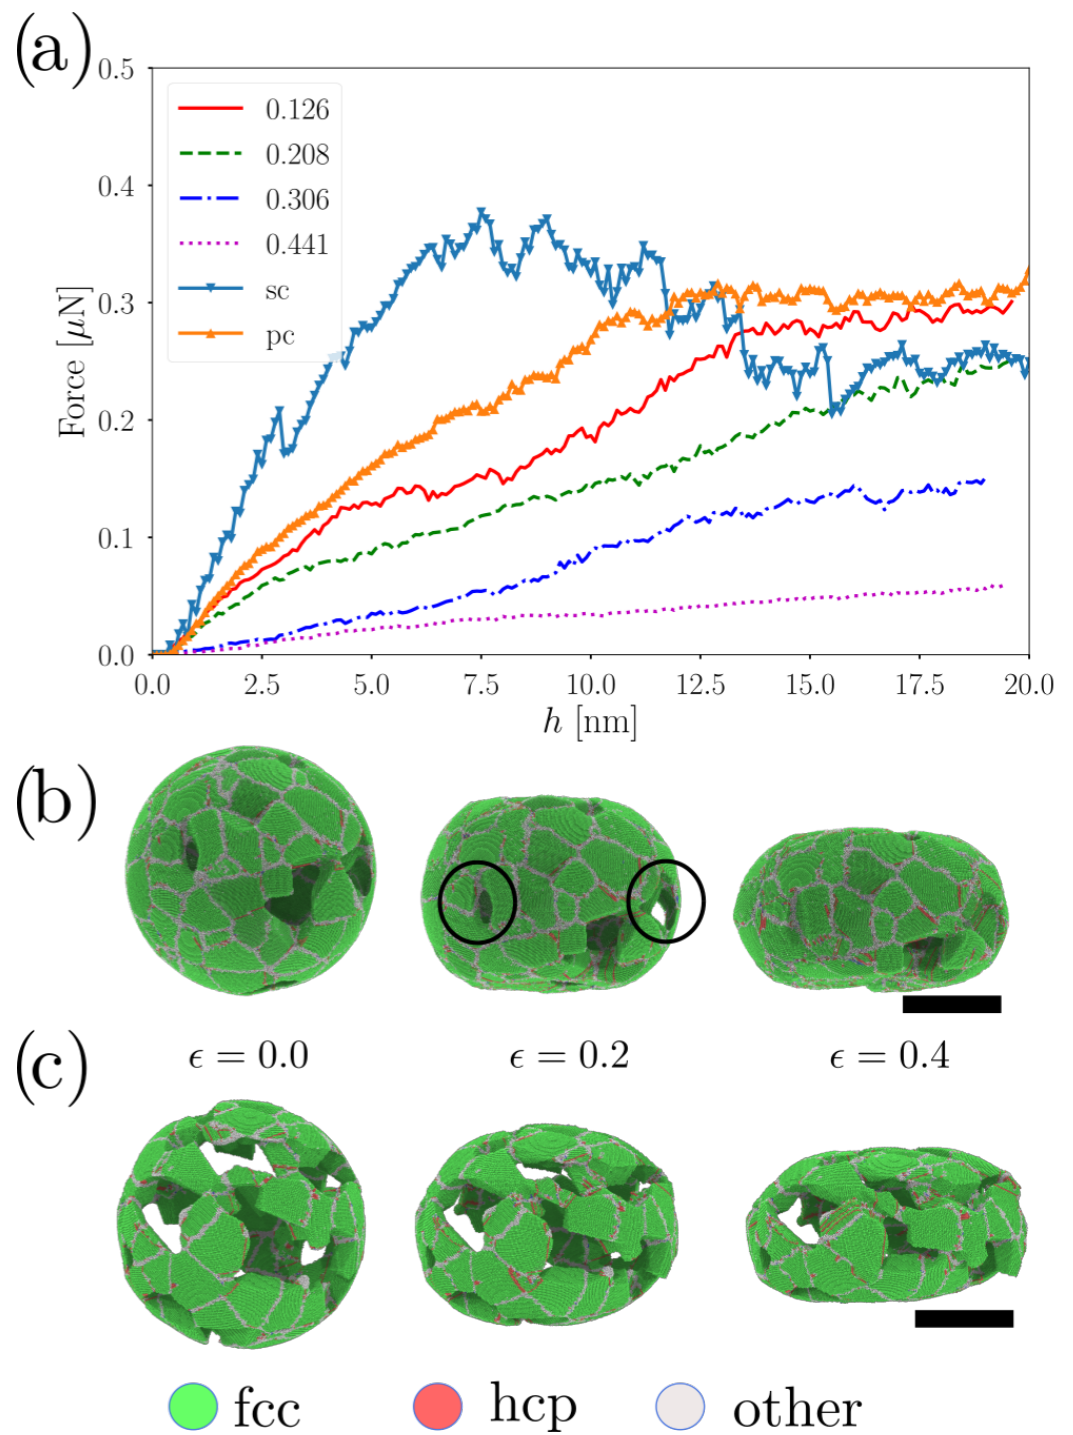 (a)
0.5
0.4
0.3
0.2
0.1
0.0
Force [μN]
0.126
0.208
0.306
0.441
sc
pc
0.0 2.5 5.0 7.5 10.0 12.5 15.0 17.5 20.0
h [nm]
(b)
(c)
ϵ = 0.0 ϵ = 0.2 ϵ = 0.4
fcc hcp other